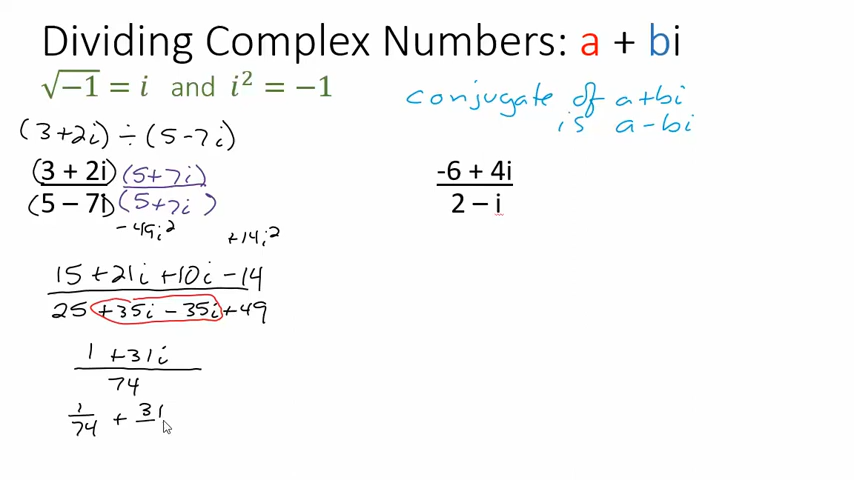 Dividing Complex Numbers: a + bi
√−1 = i and i² = −1
conjugate of a+bi
is a-bi
(3+2i) ÷ (5-7i)
(3 + 2i) (5+7i)
(5 – 7i) (5+7i)
-49i² +14i²
15 +21i +10i -14
25 +35i -35i +49
1 +31i
74
1/74 + 31
-6 + 4i
2 – i